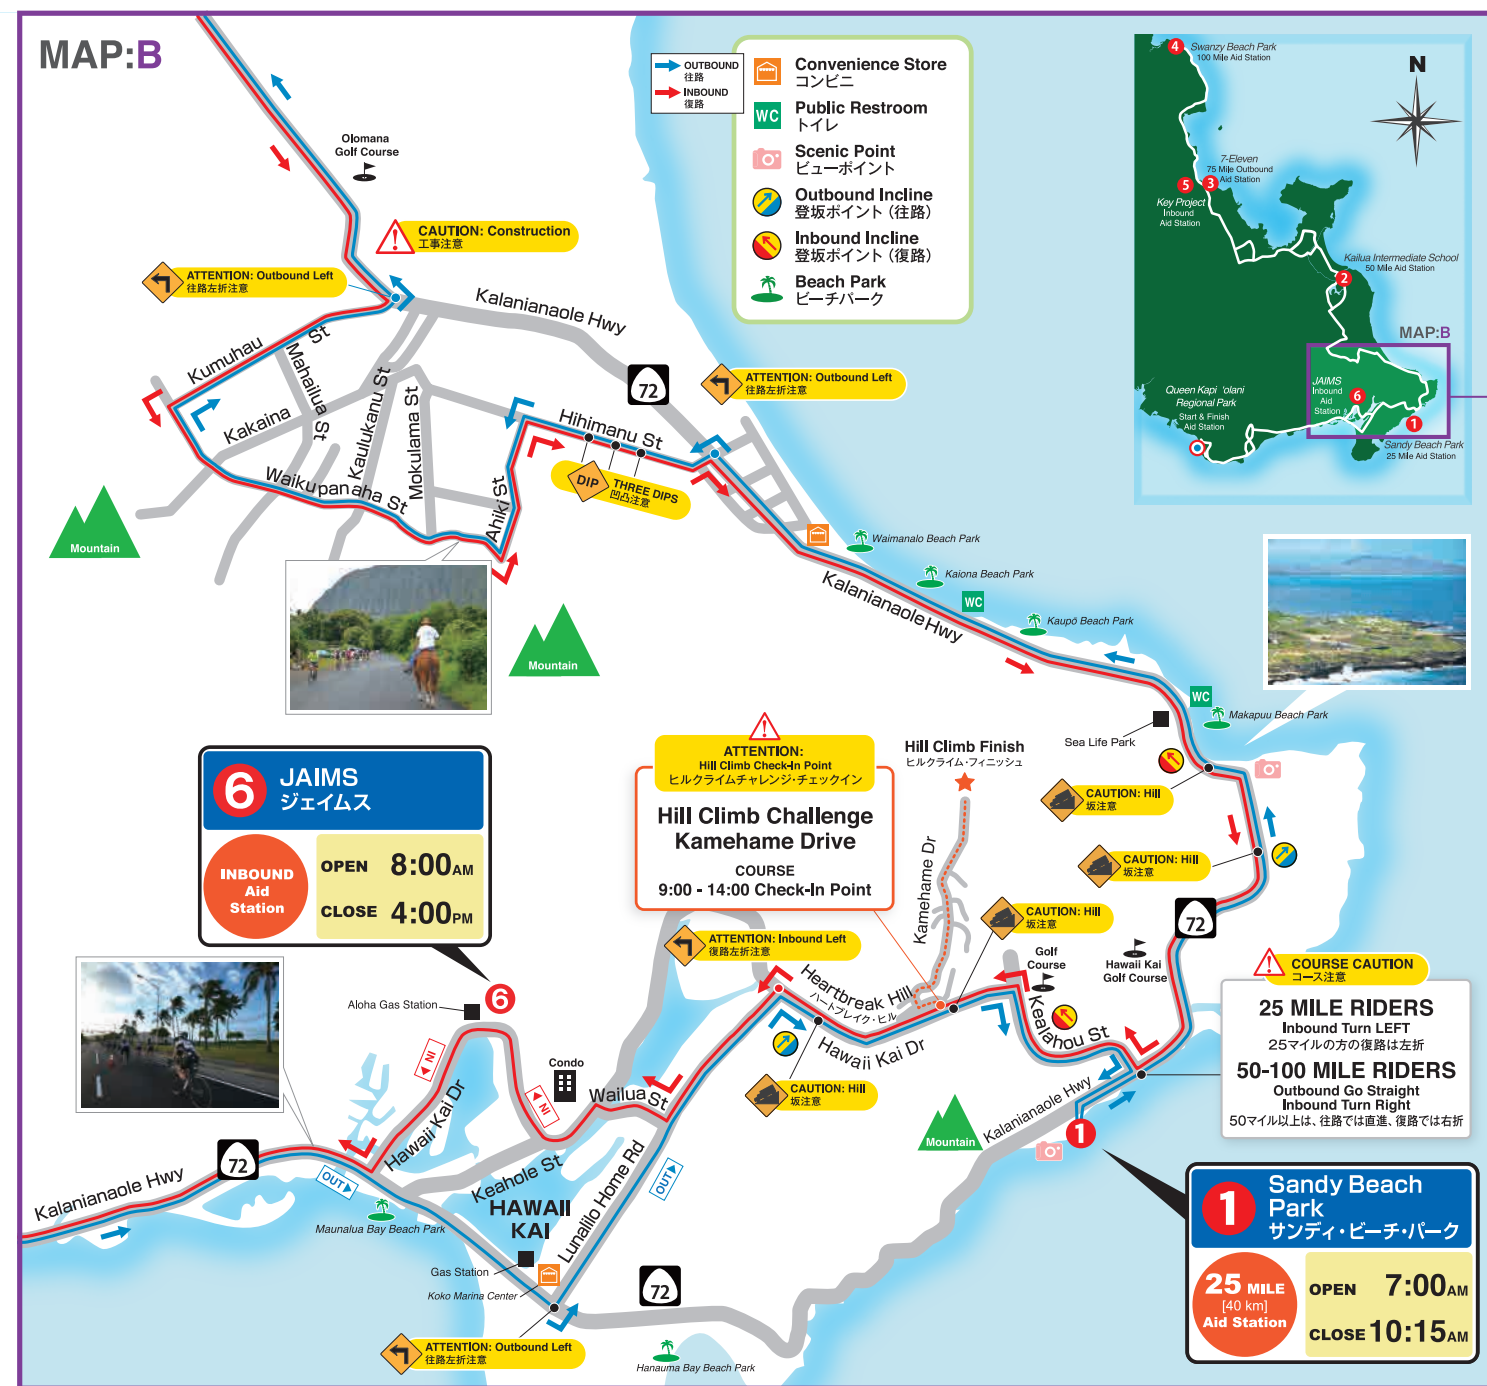 MAP:B
OUTBOUND
往路
INBOUND
復路
Convenience Store
コンビニ
Public Restroom
トイレ
WC
Scenic Point
ビューポイント
Outbound Incline
登坂ポイント（往路）
Inbound Incline
登坂ポイント（復路）
Beach Park
ビーチパーク
N
4
Swanzy Beach Park
100 Mile Aid Station
7-Eleven
75 Mile Outbound
Aid Station
5
3
Key Project
Inbound
Aid Station
Kailua Intermediate School
50 Mile Aid Station
2
MAP:B
JAIMS
Inbound
Aid
Station
6
1
Queen Kapi 'olani
Regional Park
Start & Finish
Aid Station
Sandy Beach Park
25 Mile Aid Station
Olomana
Golf Course
CAUTION: Construction
工事注意
ATTENTION: Outbound Left
往路左折注意
Kalanianaole Hwy
72
ATTENTION: Outbound Left
往路左折注意
Kumuhau St
Mahailua St
Kakaina
Kaulukanu St
Mokulama St
Waikupanaha St
Ahiki St
Hihimanu St
DIP
THREE DIPS
凹凸注意
Mountain
Mountain
Waimanalo Beach Park
Kaiona Beach Park
WC
Kaupō Beach Park
Kalanianaole Hwy
WC
Makapuu Beach Park
Sea Life Park
CAUTION: Hill
坂注意
CAUTION: Hill
坂注意
72
ATTENTION:
Hill Climb Check-In Point
ヒルクライムチャレンジ・チェックイン
Hill Climb Challenge
Kamehame Drive
COURSE
9:00 - 14:00 Check-In Point
Hill Climb Finish
ヒルクライム・フィニッシュ
Kamehame Dr
CAUTION: Hill
坂注意
Golf
Course
Hawaii Kai
Golf Course
COURSE CAUTION
コース注意
25 MILE RIDERS
Inbound Turn LEFT
25マイルの方の復路は左折
50-100 MILE RIDERS
Outbound Go Straight
Inbound Turn Right
50マイル以上は、往路では直進、復路では右折
6
JAIMS
ジェイムス
INBOUND
Aid
Station
OPEN 8:00AM
CLOSE 4:00PM
ATTENTION: Inbound Left
復路左折注意
Heartbreak Hill
ハートブレイク・ヒル
Hawaii Kai Dr
Kealahou St
CAUTION: Hill
坂注意
Aloha Gas Station
6
IN
IN
Condo
Wailua St
Hawaii Kai Dr
Keahole St
Lunalilo Home Rd
OUT
OUT
HAWAII
KAI
Kalanianaole Hwy
72
Maunalua Bay Beach Park
Gas Station
Koko Marina Center
ATTENTION: Outbound Left
往路左折注意
72
Hanauma Bay Beach Park
Mountain
Kalanianaole Hwy
1
1
Sandy Beach
Park
サンディ・ビーチ・パーク
25 MILE
[40 km]
Aid Station
OPEN 7:00AM
CLOSE 10:15AM